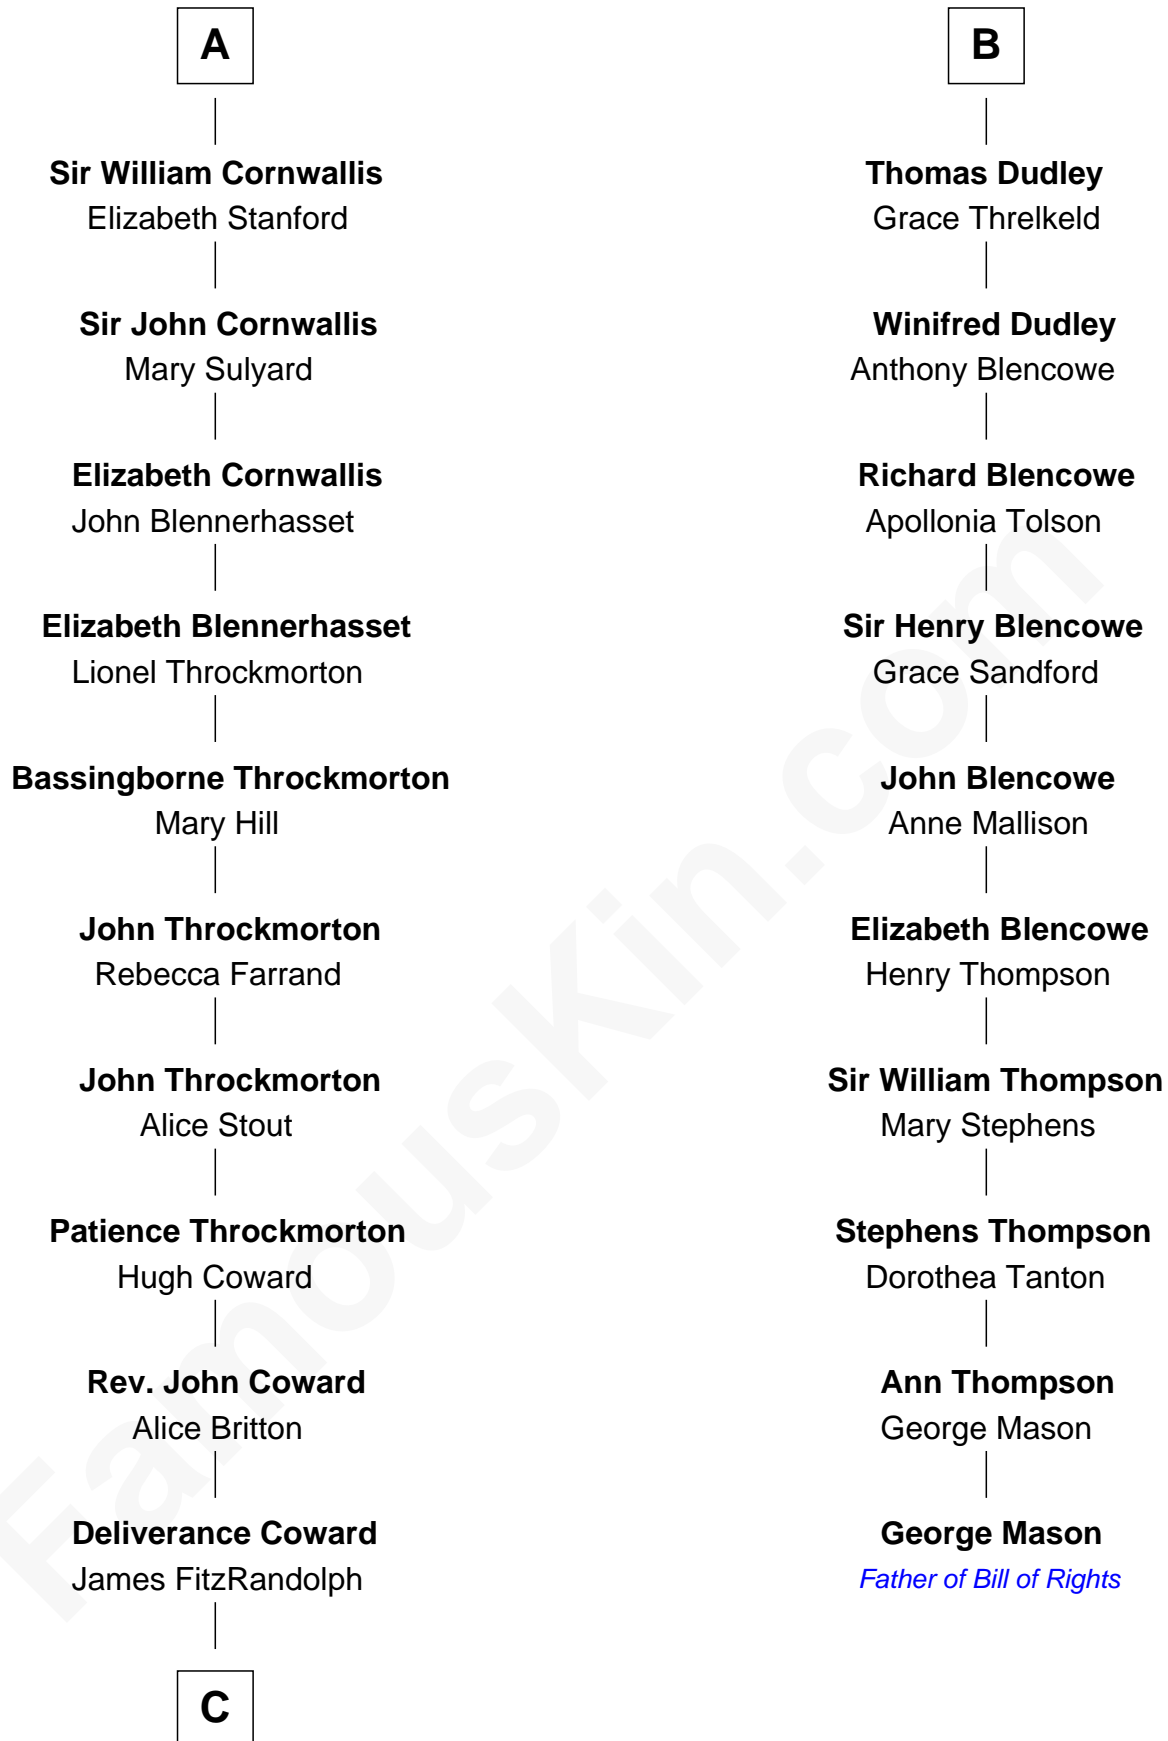 A
Sir William Cornwallis
Elizabeth Stanford
Sir John Cornwallis
Mary Sulyard
Elizabeth Cornwallis
John Blennerhasset
Elizabeth Blennerhasset
Lionel Throckmorton
Bassingborne Throckmorton
Mary Hill
John Throckmorton
Rebecca Farrand
John Throckmorton
Alice Stout
Patience Throckmorton
Hugh Coward
Rev. John Coward
Alice Britton
Deliverance Coward
James FitzRandolph
C
B
Thomas Dudley
Grace Threlkeld
Winifred Dudley
Anthony Blencowe
Richard Blencowe
Apollonia Tolson
Sir Henry Blencowe
Grace Sandford
John Blencowe
Anne Mallison
Elizabeth Blencowe
Henry Thompson
Sir William Thompson
Mary Stephens
Stephens Thompson
Dorothea Tanton
Ann Thompson
George Mason
George Mason
Father of Bill of Rights
FamousKin.com